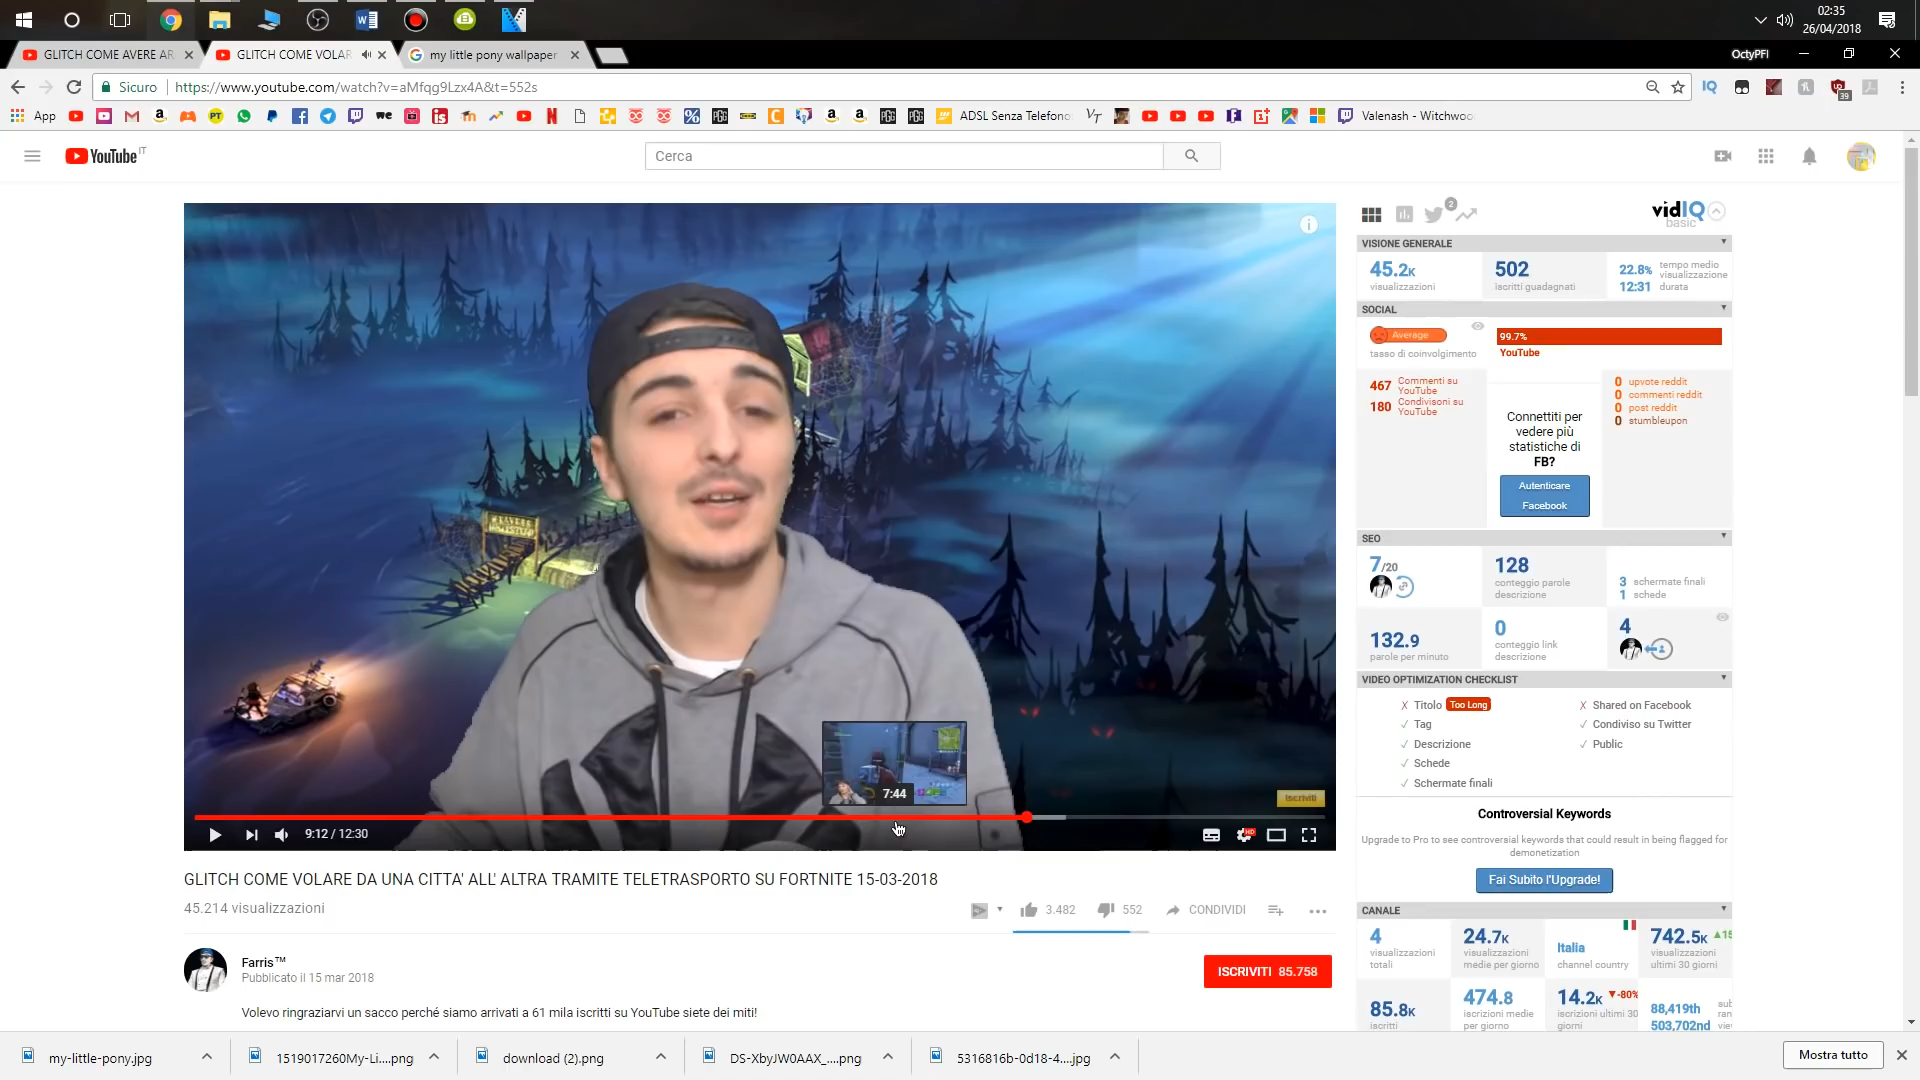 02:35
26/04/2018
GLITCH COME AVERE AR
GLITCH COME VOLAR
my little pony wallpaper
OctyPFI
Sicuro
https://www.youtube.com/watch?v=aMfqg9Lzx4A&t=552s
App
ADSL Senza Telefono
Valenash - Witchwoo
YouTube IT
Cerca
2
vidIQ
basic
VISIONE GENERALE
45.2K
visualizzazioni
502
iscritti guadagnati
22.8% tempo medio visualizzazione
12:31 durata
SOCIAL
Average
tasso di coinvolgimento
99.7%
YouTube
467 Commenti su YouTube
180 Condivisoni su YouTube
Connettiti per
vedere più
statistiche di
FB?
Autenticare
Facebook
0 upvote reddit
0 commenti reddit
0 post reddit
0 stumbleupon
SEO
7/20
128
conteggio parole
descrizione
3 schermate finali
1 schede
132.9
parole per minuto
0
conteggio link
descrizione
4
VIDEO OPTIMIZATION CHECKLIST
Titolo Too Long
Tag
Descrizione
Schede
Schermate finali
Shared on Facebook
Condiviso su Twitter
Public
Controversial Keywords
Upgrade to Pro to see controversial keywords that could result in being flagged for
demonetization
Fai Subito l'Upgrade!
CANALE
4
visualizzazioni
totali
24.7K
visualizzazioni
medie per giorno
Italia
channel country
742.5K
visualizzazioni
ultimi 30 giorni
85.8K
iscritti
474.8
iscrizioni medie
per giorno
14.2K -80%
iscrizioni ultimi 30
giorni
88,419th
503,702nd
7:44
Iscriviti
9:12 / 12:30
HD
GLITCH COME VOLARE DA UNA CITTA' ALL' ALTRA TRAMITE TELETRASPORTO SU FORTNITE 15-03-2018
45.214 visualizzazioni
3.482
552
CONDIVIDI
Farris™
Pubblicato il 15 mar 2018
ISCRIVITI 85.758
Volevo ringraziarvi un sacco perché siamo arrivati a 61 mila iscritti su YouTube siete dei miti!
my-little-pony.jpg
1519017260My-Li....png
download (2).png
DS-XbyJW0AAX_....png
5316816b-0d18-4....jpg
Mostra tutto